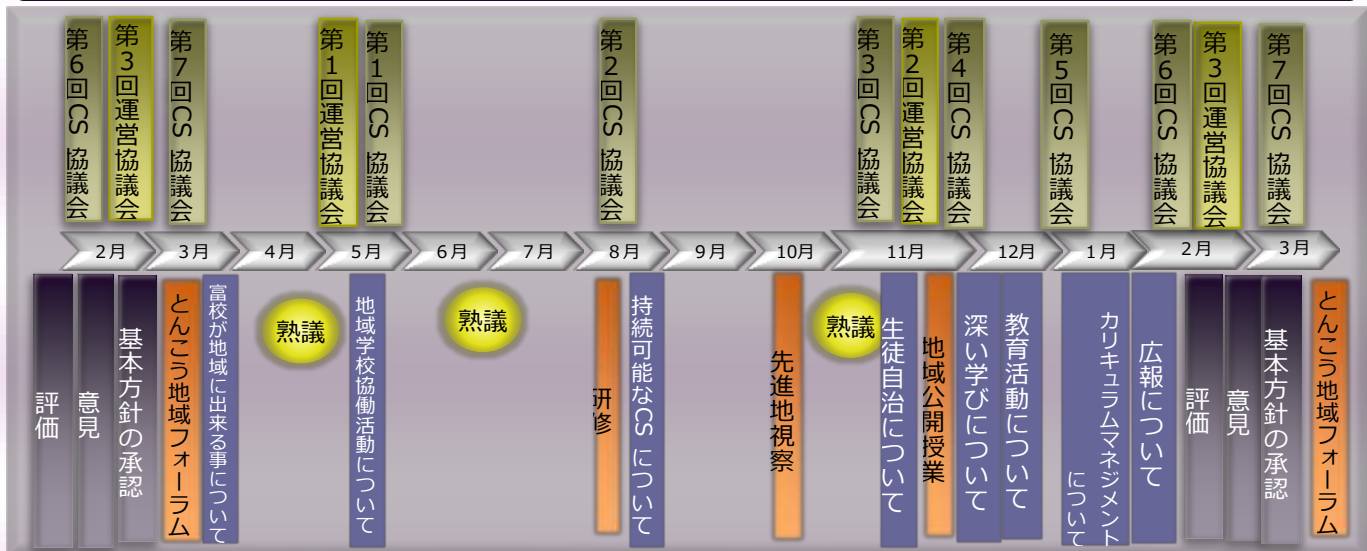 第6回CS 協議会
第3回運営協議会
第7回CS 協議会
第1回運営協議会
第1回CS 協議会
第2回CS 協議会
第3回CS 協議会
第2回運営協議会
第4回CS 協議会
第5回CS 協議会
第6回CS 協議会
第3回運営協議会
第7回CS 協議会
2月
3月
4月
5月
6月
7月
8月
9月
10月
11月
12月
1月
2月
3月
評価
意見
基本方針の承認
とんこう地域フォーラム
富校が地域に出来る事について
熟議
地域学校協働活動について
熟議
研修
持続可能なCS について
先進地視察
熟議
生徒自治について
地域公開授業
深い学びについて
教育活動について
カリキュラムマネジメント
について
広報について
評価
意見
基本方針の承認
とんこう地域フォーラム